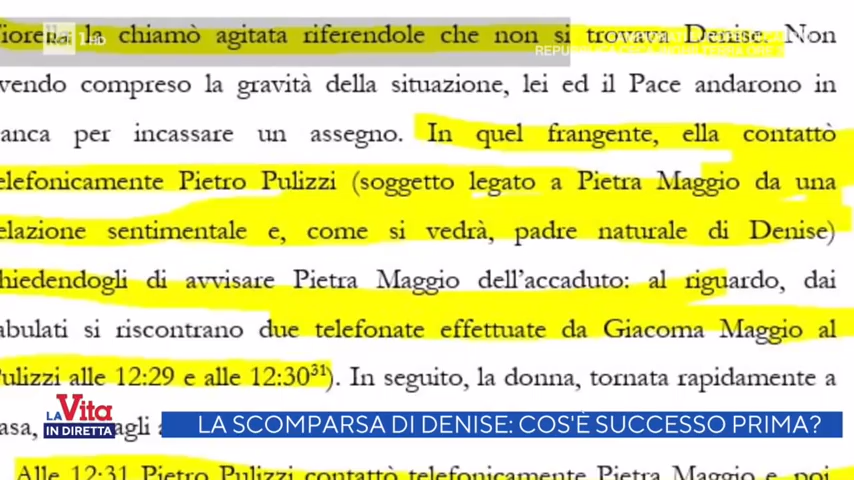 Fiorella la chiamò agitata riferendole che non si trovava Denise. Non
vendo compreso la gravità della situazione, lei ed il Pace andarono in
anca per incassare un assegno. In quel frangente, ella contattò
elefonicamente Pietro Pulizzi (soggetto legato a Pietra Maggio da una
elazione sentimentale e, come si vedrà, padre naturale di Denise)
hiedendogli di avvisare Pietra Maggio dell'accaduto: al riguardo, dai
abulati si riscontrano due telefonate effettuate da Giacoma Maggio al
Pulizzi alle 12:29 e alle 12:30³¹). In seguito, la donna, tornata rapidamente a
asa,
Alle 12:31 Pietro Pulizzi contattò telefonicamente Pietra Maggio e, poi,
Rai 1 HD
LA Vita
IN DIRETTA
LA SCOMPARSA DI DENISE: COS'È SUCCESSO PRIMA?